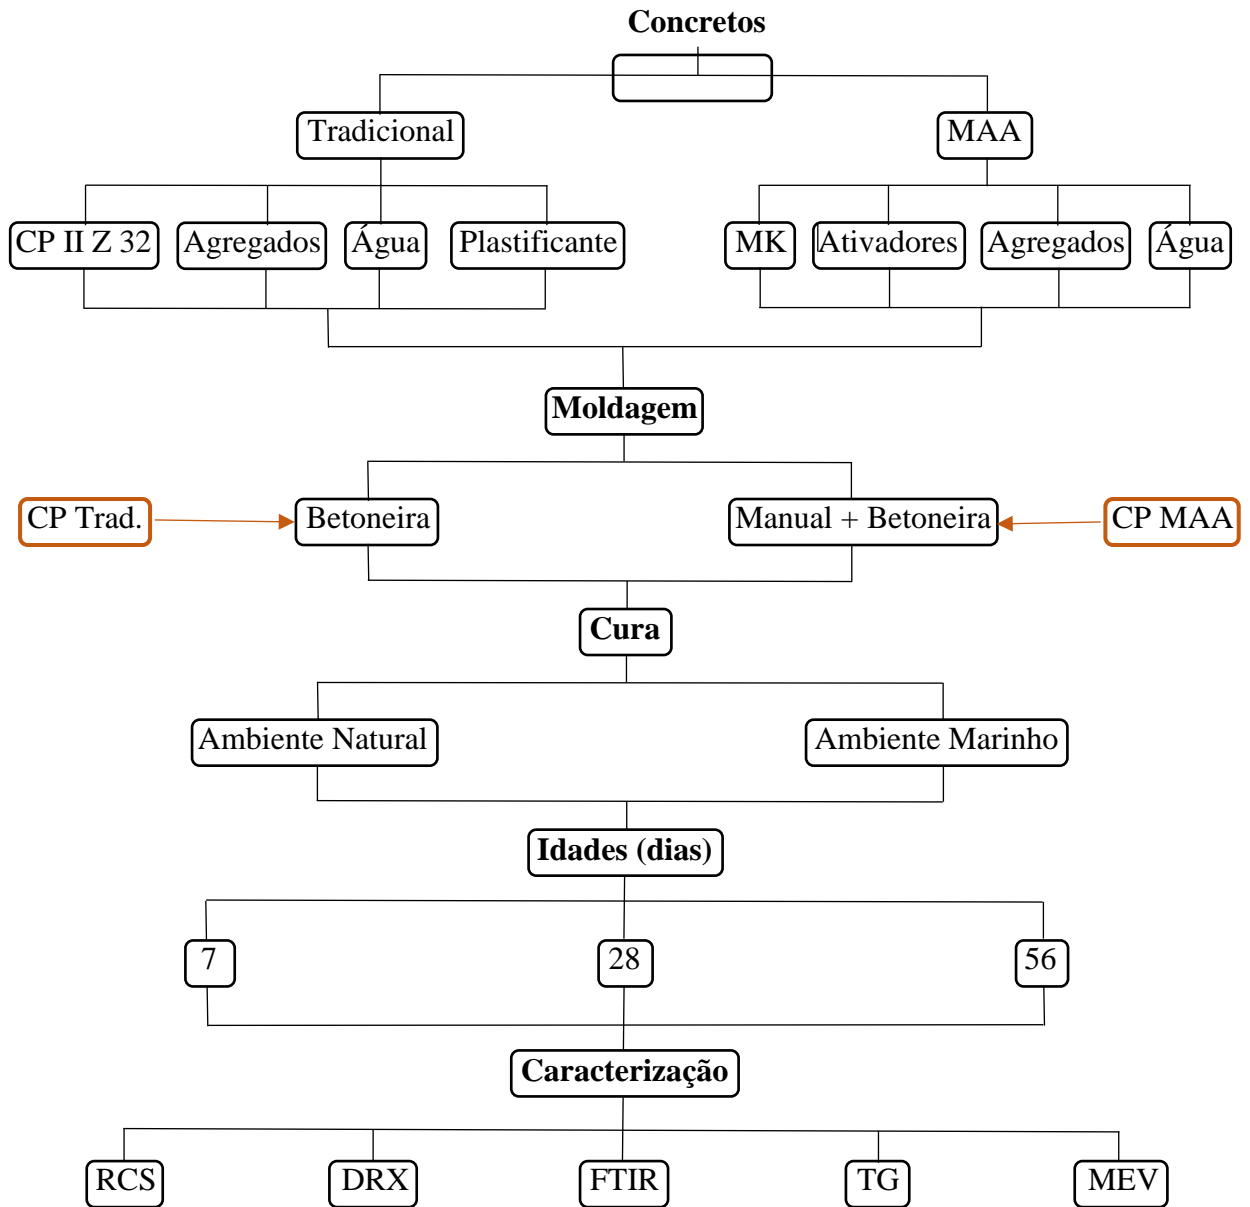 Concretos
Tradicional
MAA
CP II Z 32
Agregados
Água
Plastificante
MK
Ativadores
Agregados
Água
Moldagem
CP Trad.
Betoneira
Manual + Betoneira
CP MAA
Cura
Ambiente Natural
Ambiente Marinho
Idades (dias)
7
28
56
Caracterização
RCS
DRX
FTIR
TG
MEV